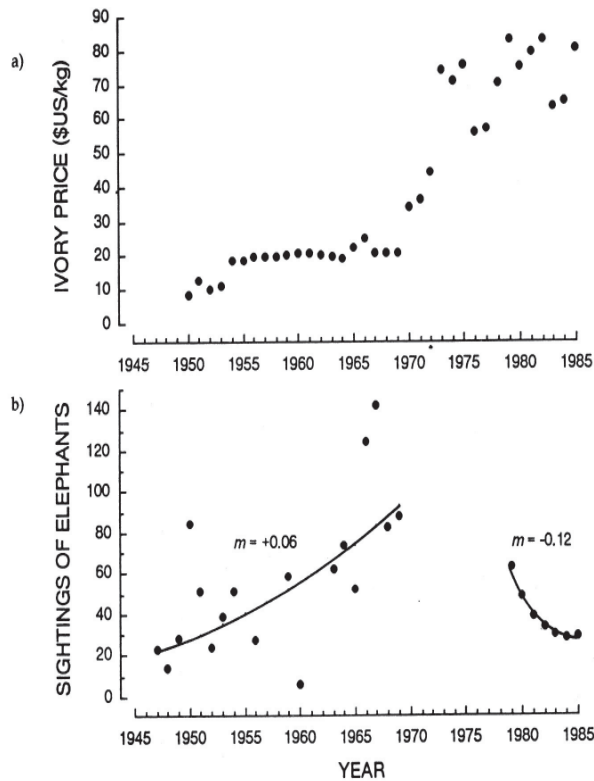 a)
IVORY PRICE ($US/kg)
90
80
70
60
50
40
30
20
10
0
1945 1950 1955 1960 1965 1970 1975 1980 1985
b)
SIGHTINGS OF ELEPHANTS
140
120
100
80
60
40
20
0
m = +0.06
m = -0.12
1945 1950 1955 1960 1965 1970 1975 1980 1985
YEAR